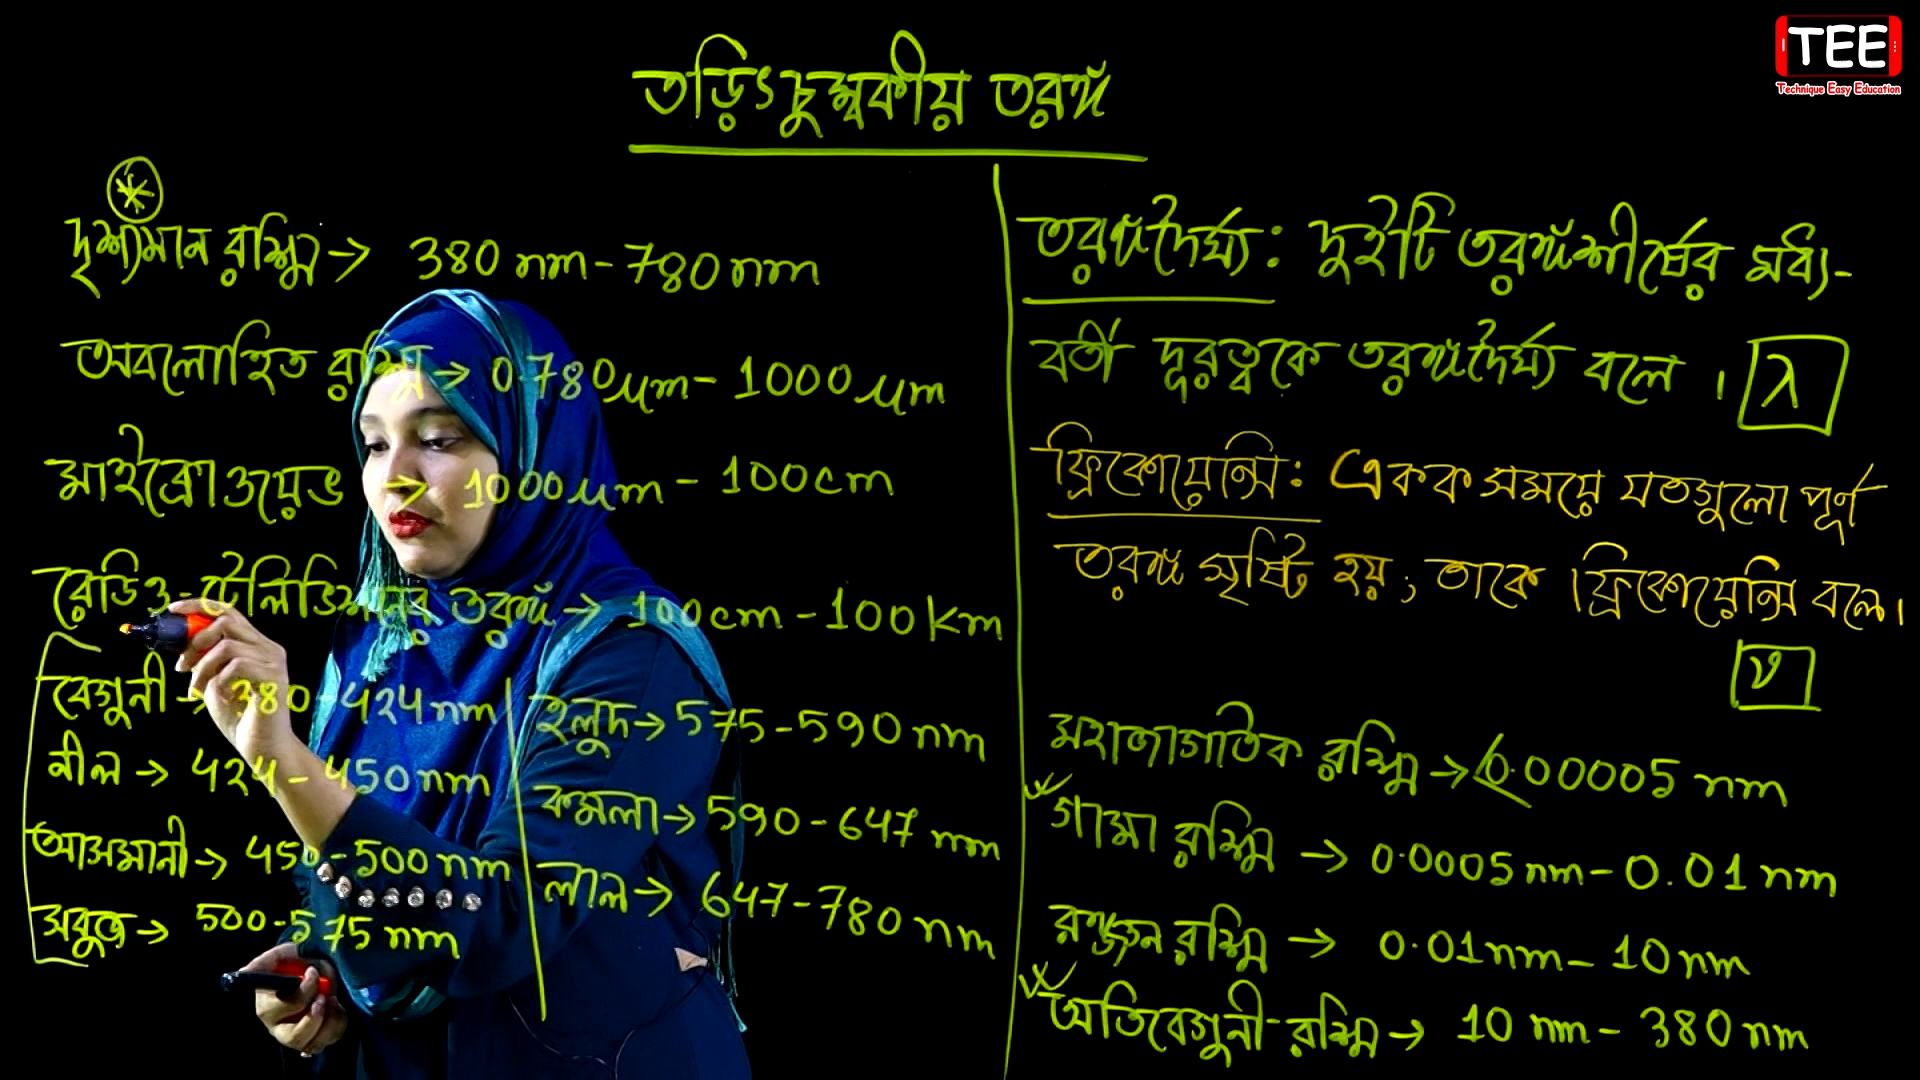 TEE
Technique Easy Education
তড়িৎচুম্বকীয় তরঙ্গ
দৃশ্যমান রশ্মি → 380 nm - 780 nm
অবলোহিত রশ্মি → 0.780 µm - 1000 µm
মাইক্রোওয়েভ → 1000 µm - 100 cm
রেডিও-টেলিভিশনের তরঙ্গ → 100 cm - 100 Km
বেগুনী → 380 - 424 nm
নীল → 424 - 450 nm
আসমানী → 450 - 500 nm
সবুজ → 500 - 575 nm
হলুদ → 575 - 590 nm
কমলা → 590 - 647 nm
লাল → 647 - 780 nm
তরঙ্গদৈর্ঘ্য : দুইটি তরঙ্গশীর্ষের মধ্য-
বর্তী দূরত্বকে তরঙ্গদৈর্ঘ্য বলে । λ
ফ্রিকোয়েন্সি : একক সময়ে যতগুলো পূর্ণ
তরঙ্গ সৃষ্টি হয়, তাকে ফ্রিকোয়েন্সি বলে।
ν
মহাজাগতিক রশ্মি → < 0.00005 nm
গামা রশ্মি → 0.0005 nm - 0.01 nm
রঞ্জন রশ্মি → 0.01 nm - 10 nm
অতিবেগুনী রশ্মি → 10 nm - 380 nm